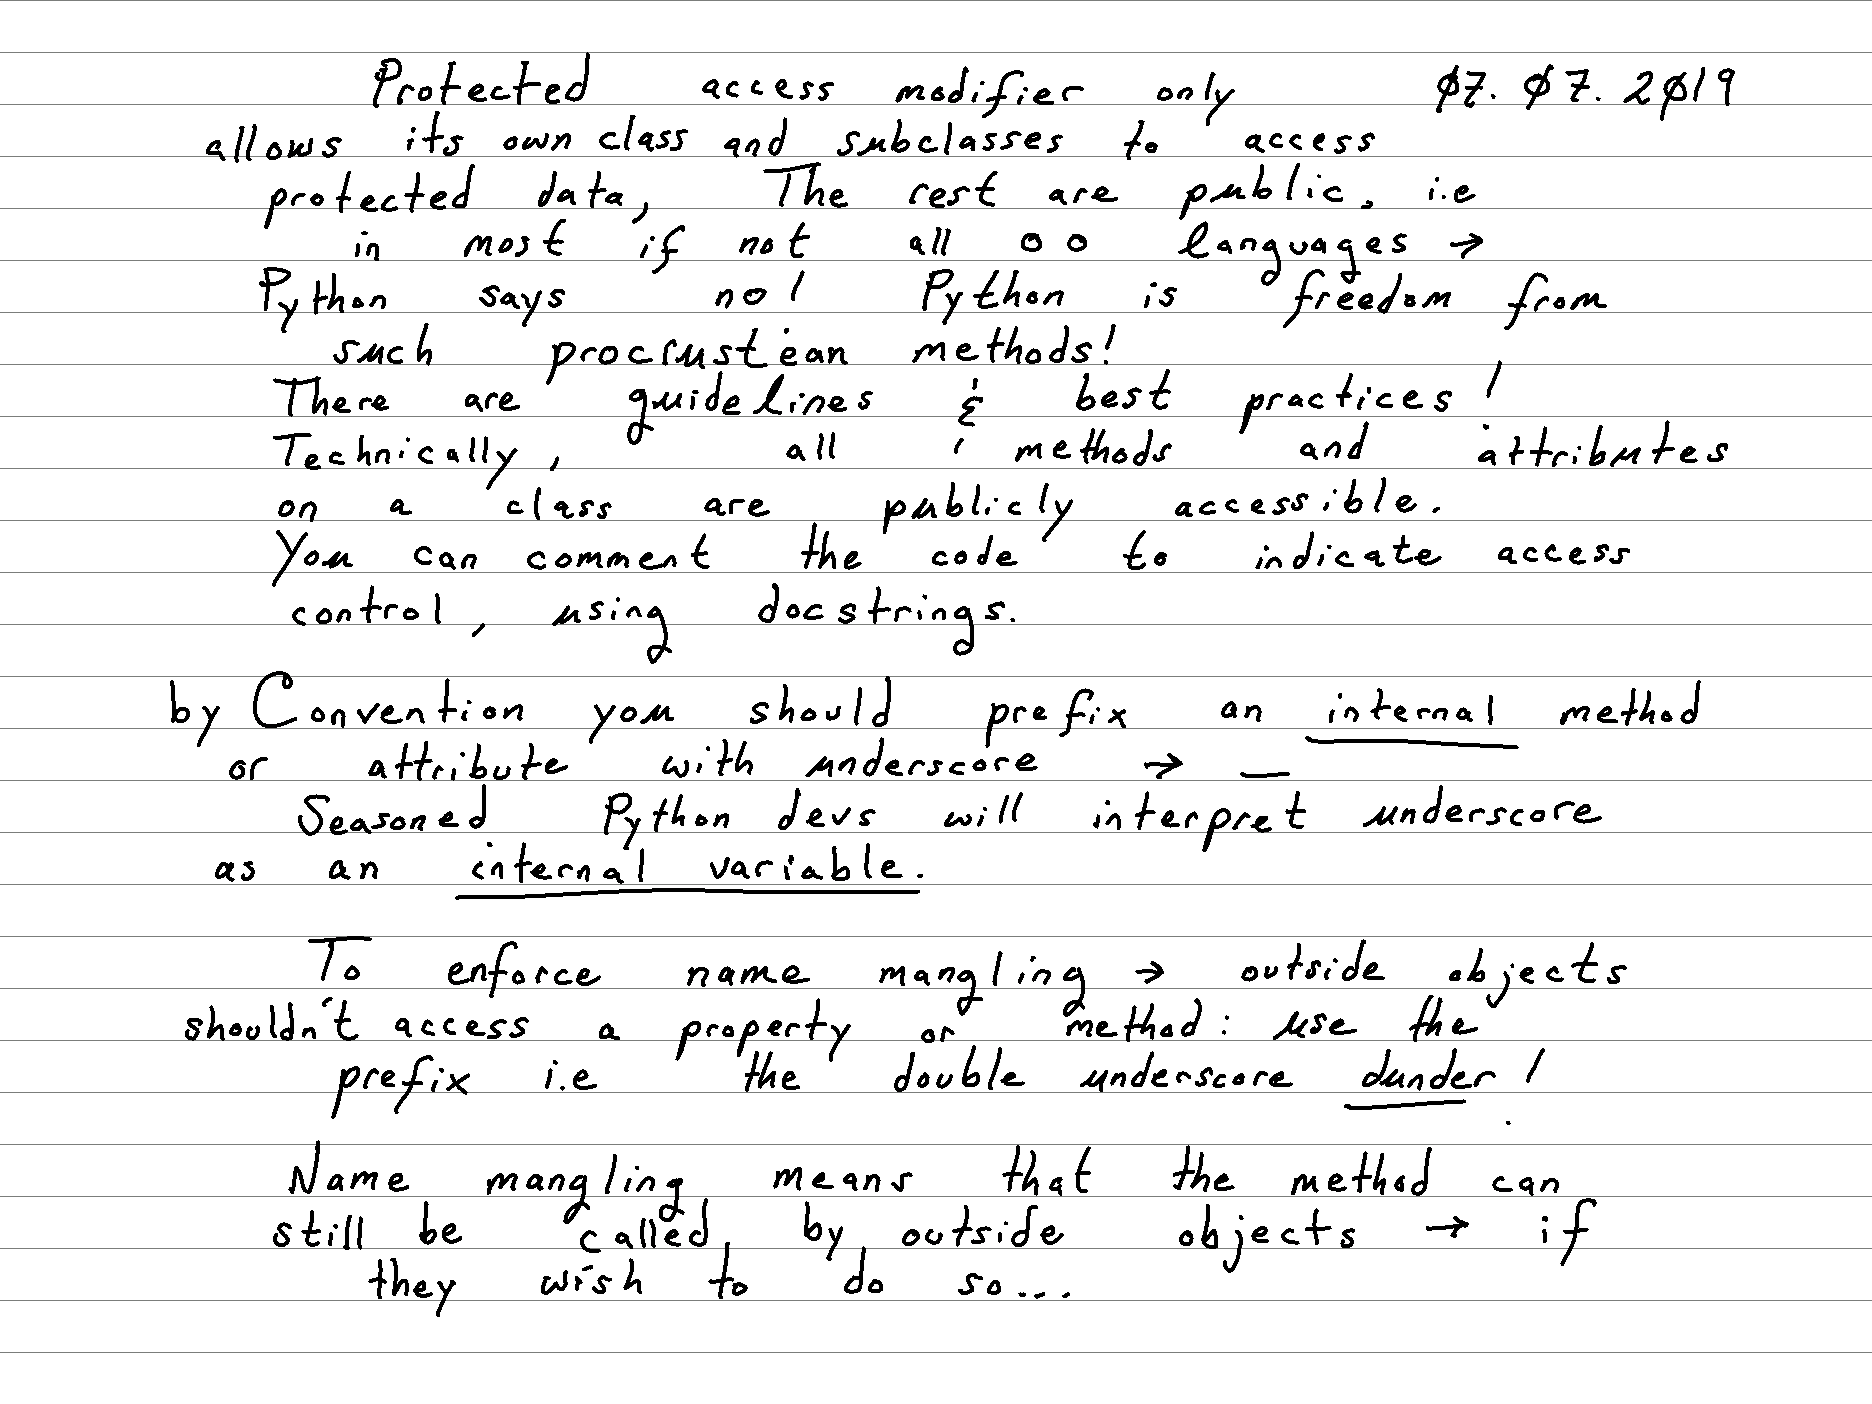 Protected access modifier only 07.07.2019
allows its own class and subclasses to access
protected data, The rest are public, i.e
in most if not all OO languages →
Python says no! Python is freedom from
such procrustean methods!
There are guidelines & best practices!
Technically, all methods and attributes
on a class are publicly accessible.
You can comment the code to indicate access
control, using docstrings.
by Convention you should prefix an internal method
or attribute with underscore → _
Seasoned Python devs will interpret underscore
as an internal variable.
To enforce name mangling → outside objects
shouldn't access a property or method: use the
prefix i.e the double underscore dunder!
Name mangling means that the method can
still be called by outside objects → if
they wish to do so...